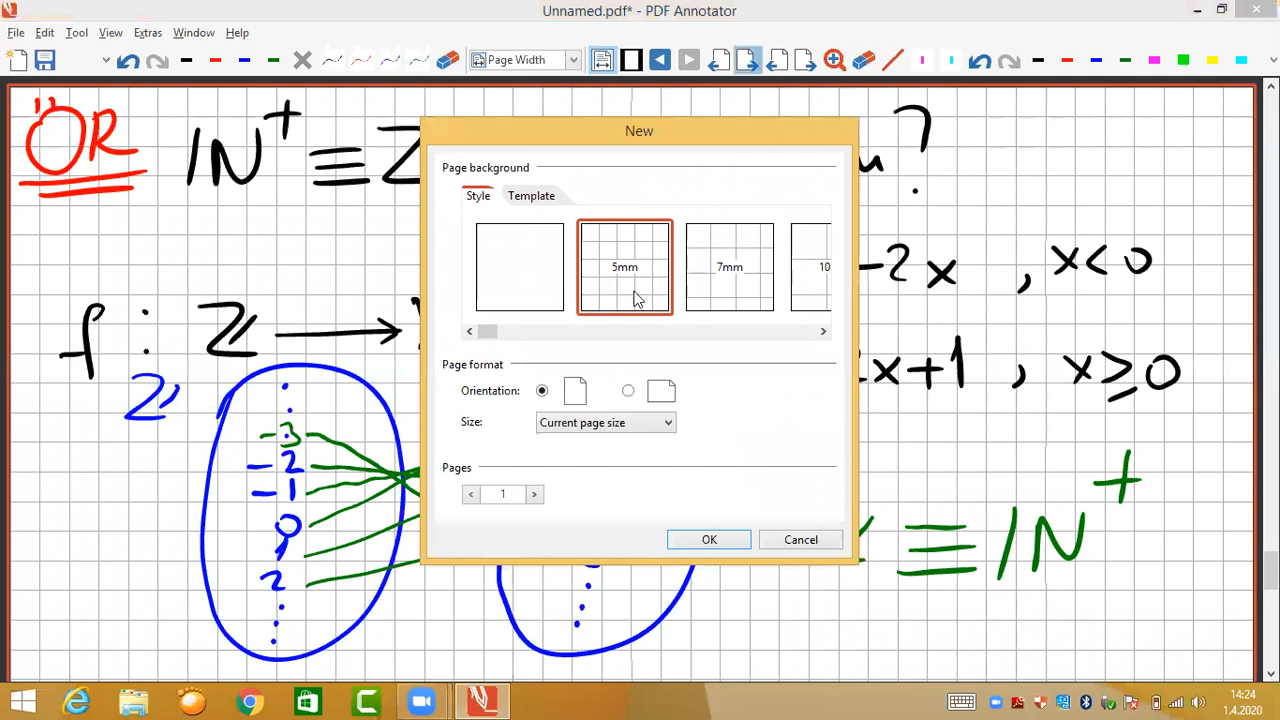 Unnamed.pdf* - PDF Annotator
File Edit Tool View Extras Window Help
Page Width
ÖR IN⁺ ≡ Z ?
New
Page background
Style Template
5mm 7mm 10
Page format
Orientation:
Size: Current page size
Pages
1
OK Cancel
-2x , x<0
f : Z →
2x+1 , x≥0
Z
-3
-2
-1
0
1
2
≡ IN⁺
14:24
1.4.2020